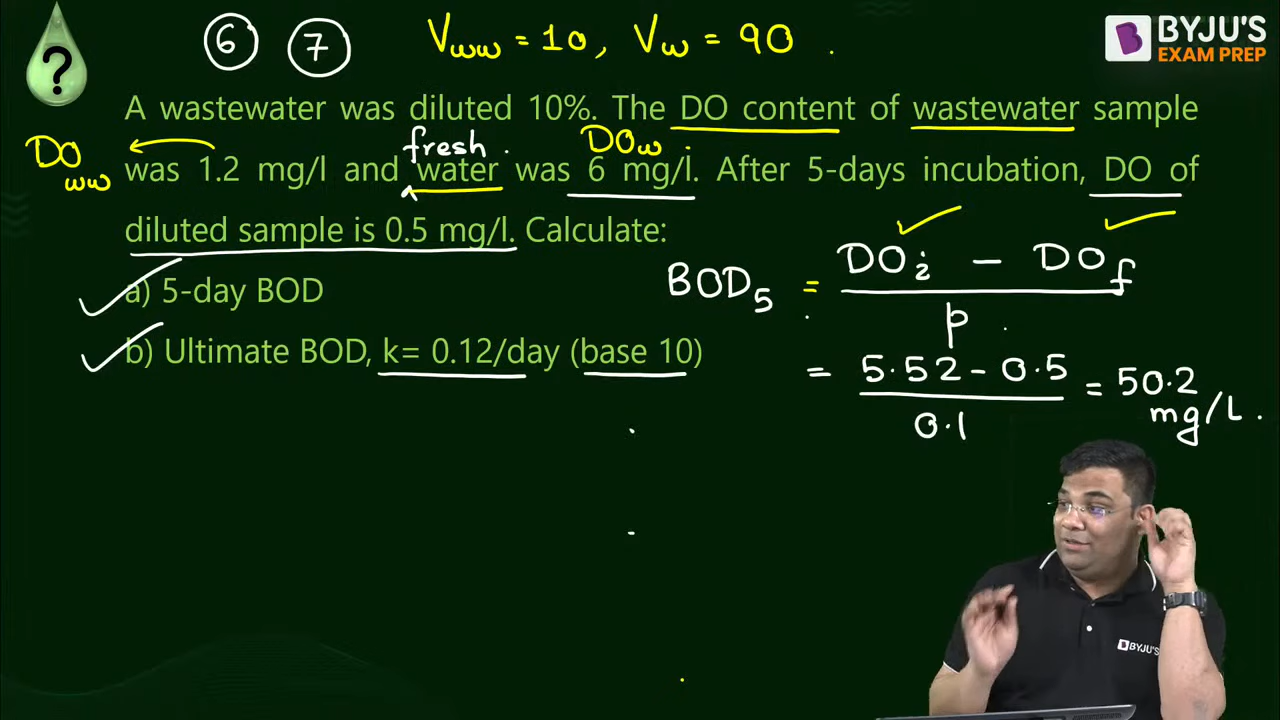 ?
6 7 Vww = 10, Vw = 90 .
BYJU'S
EXAM PREP
A wastewater was diluted 10%. The DO content of wastewater sample
DOww fresh . DOw
was 1.2 mg/l and water was 6 mg/l. After 5-days incubation, DO of
diluted sample is 0.5 mg/l. Calculate:
a) 5-day BOD
b) Ultimate BOD, k= 0.12/day (base 10)
BOD5 = DOi - DOf
P
= 5.52 - 0.5 = 50.2
0.1 mg/L .
BYJU'S